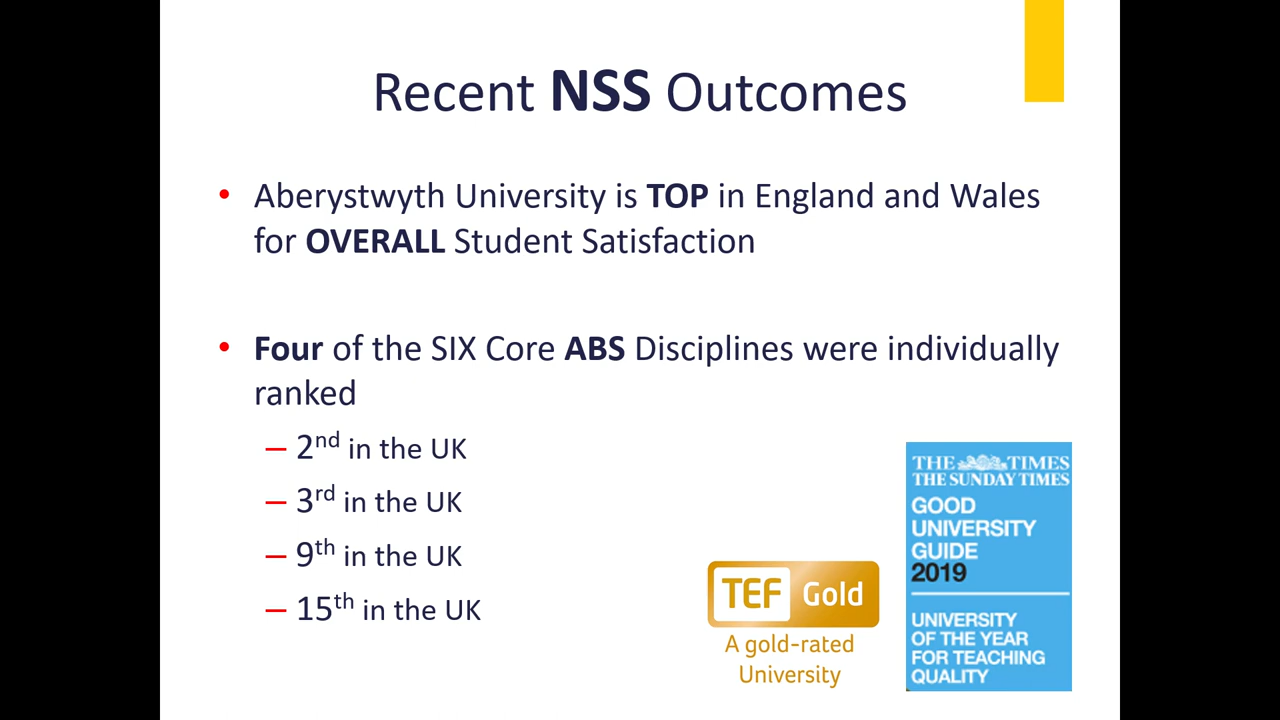 Recent NSS Outcomes
• Aberystwyth University is TOP in England and Wales
for OVERALL Student Satisfaction
• Four of the SIX Core ABS Disciplines were individually
ranked
– 2nd in the UK
– 3rd in the UK
– 9th in the UK
– 15th in the UK
TEF Gold
A gold-rated
University
THE TIMES
THE SUNDAY TIMES
GOOD
UNIVERSITY
GUIDE
2019
UNIVERSITY
OF THE YEAR
FOR TEACHING
QUALITY